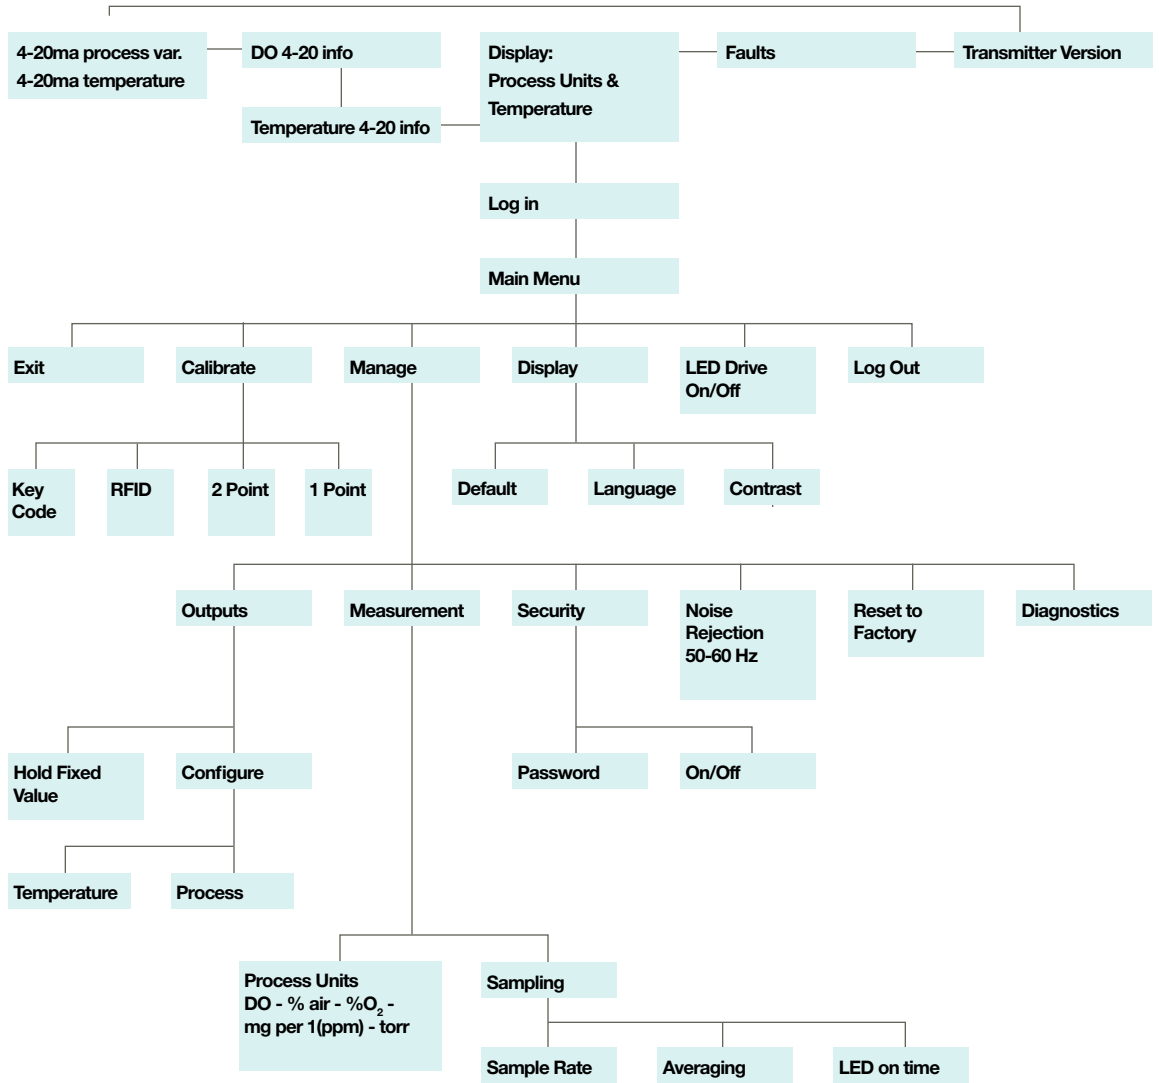 4-20ma process var.
4-20ma temperature
DO 4-20 info
Temperature 4-20 info
Display:
Process Units &
Temperature
Faults
Transmitter Version
Log in
Main Menu
Exit
Calibrate
Manage
Display
LED Drive
On/Off
Log Out
Key
Code
RFID
2 Point
1 Point
Default
Language
Contrast
Outputs
Measurement
Security
Noise
Rejection
50-60 Hz
Reset to
Factory
Diagnostics
Hold Fixed
Value
Configure
Password
On/Off
Temperature
Process
Process Units
DO - % air - %O₂ -
mg per 1(ppm) - torr
Sampling
Sample Rate
Averaging
LED on time